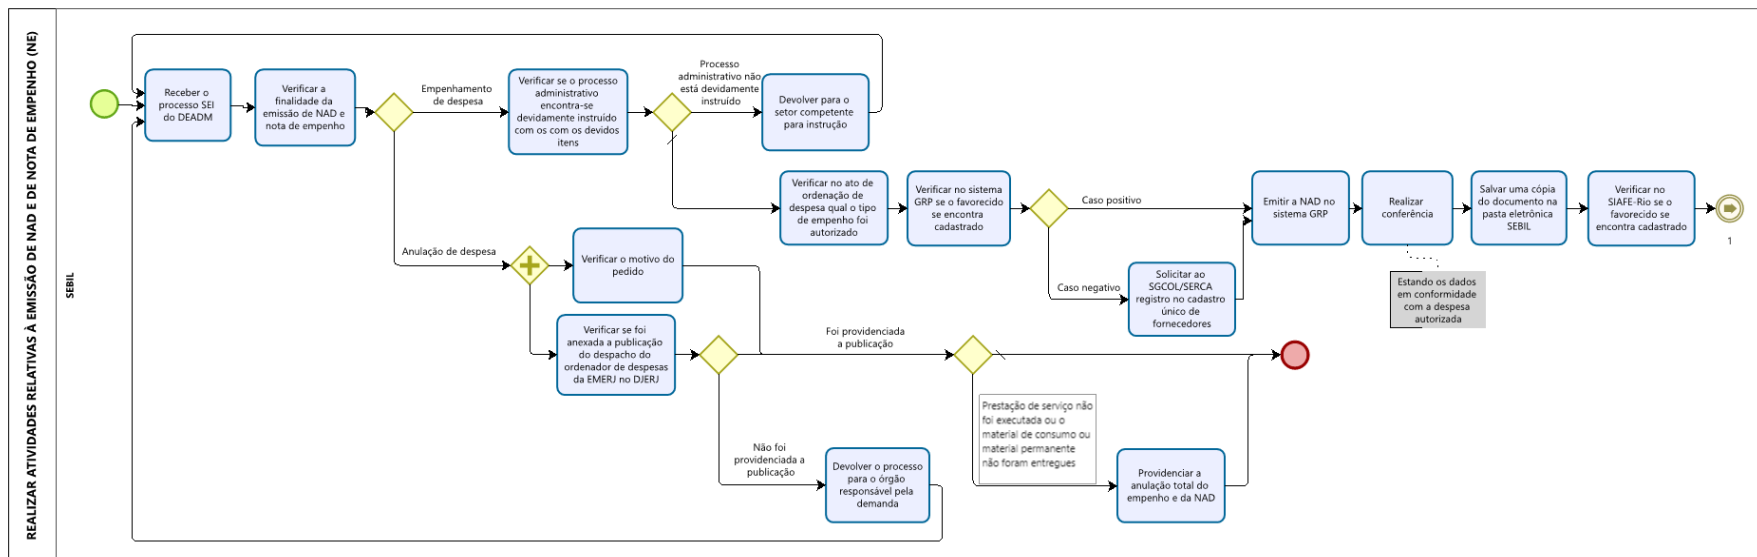 REALIZAR ATIVIDADES RELATIVAS À EMISSÃO DE NAD E DE NOTA DE EMPENHO (NE)
SEBIL
Receber o
processo SEI
do DEADM
Verificar a
finalidade da
emissão de NAD e
nota de empenho
Empenhamento
de despesa
Verificar se o processo
administrativo
encontra-se
devidamente instruído
com os com os devidos
itens
Processo
administrativo não
está devidamente
instruído
Devolver para o
setor competente
para instrução
Verificar no ato de
ordenação de
despesa qual o tipo
de empenho foi
autorizado
Verificar no sistema
GRP se o favorecido
se encontra
cadastrado
Caso positivo
Caso negativo
Solicitar ao
SGCOL/SERCA
registro no cadastro
único de
fornecedores
Emitir a NAD no
sistema GRP
Realizar
conferência
Estando os dados
em conformidade
com a despesa
autorizada
Salvar uma cópia
do documento na
pasta eletrônica
SEBIL
Verificar no
SIAFE-Rio se o
favorecido se
encontra cadastrado
1
Anulação de despesa
Verificar o motivo do
pedido
Verificar se foi
anexada a publicação
do despacho do
ordenador de despesas
da EMERJ no DJERJ
Foi providenciada
a publicação
Não foi
providenciada a
publicação
Devolver o processo
para o órgão
responsável pela
demanda
Prestação de serviço não
foi executada ou o
material de consumo ou
material permanente
não foram entregues
Providenciar a
anulação total do
empenho e da NAD